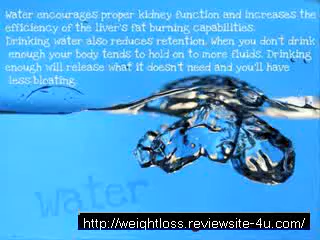 Water encourages proper kidney function and increases the
efficiency of the liver's fat burning capabilities.
Drinking water also reduces retention. When you don't drink
enough your body tends to hold on to more fluids. Drinking
enough will release what it doesn't need and you'll have
less bloating.
water
http://weightloss.reviewsite-4u.com/